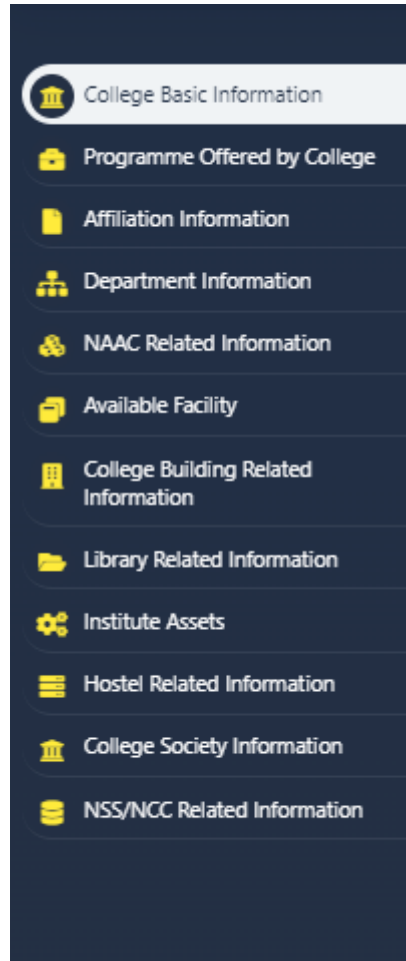 College Basic Information
Programme Offered by College
Affiliation Information
Department Information
NAAC Related Information
Available Facility
College Building Related
Information
Library Related Information
Institute Assets
Hostel Related Information
College Society Information
NSS/NCC Related Information